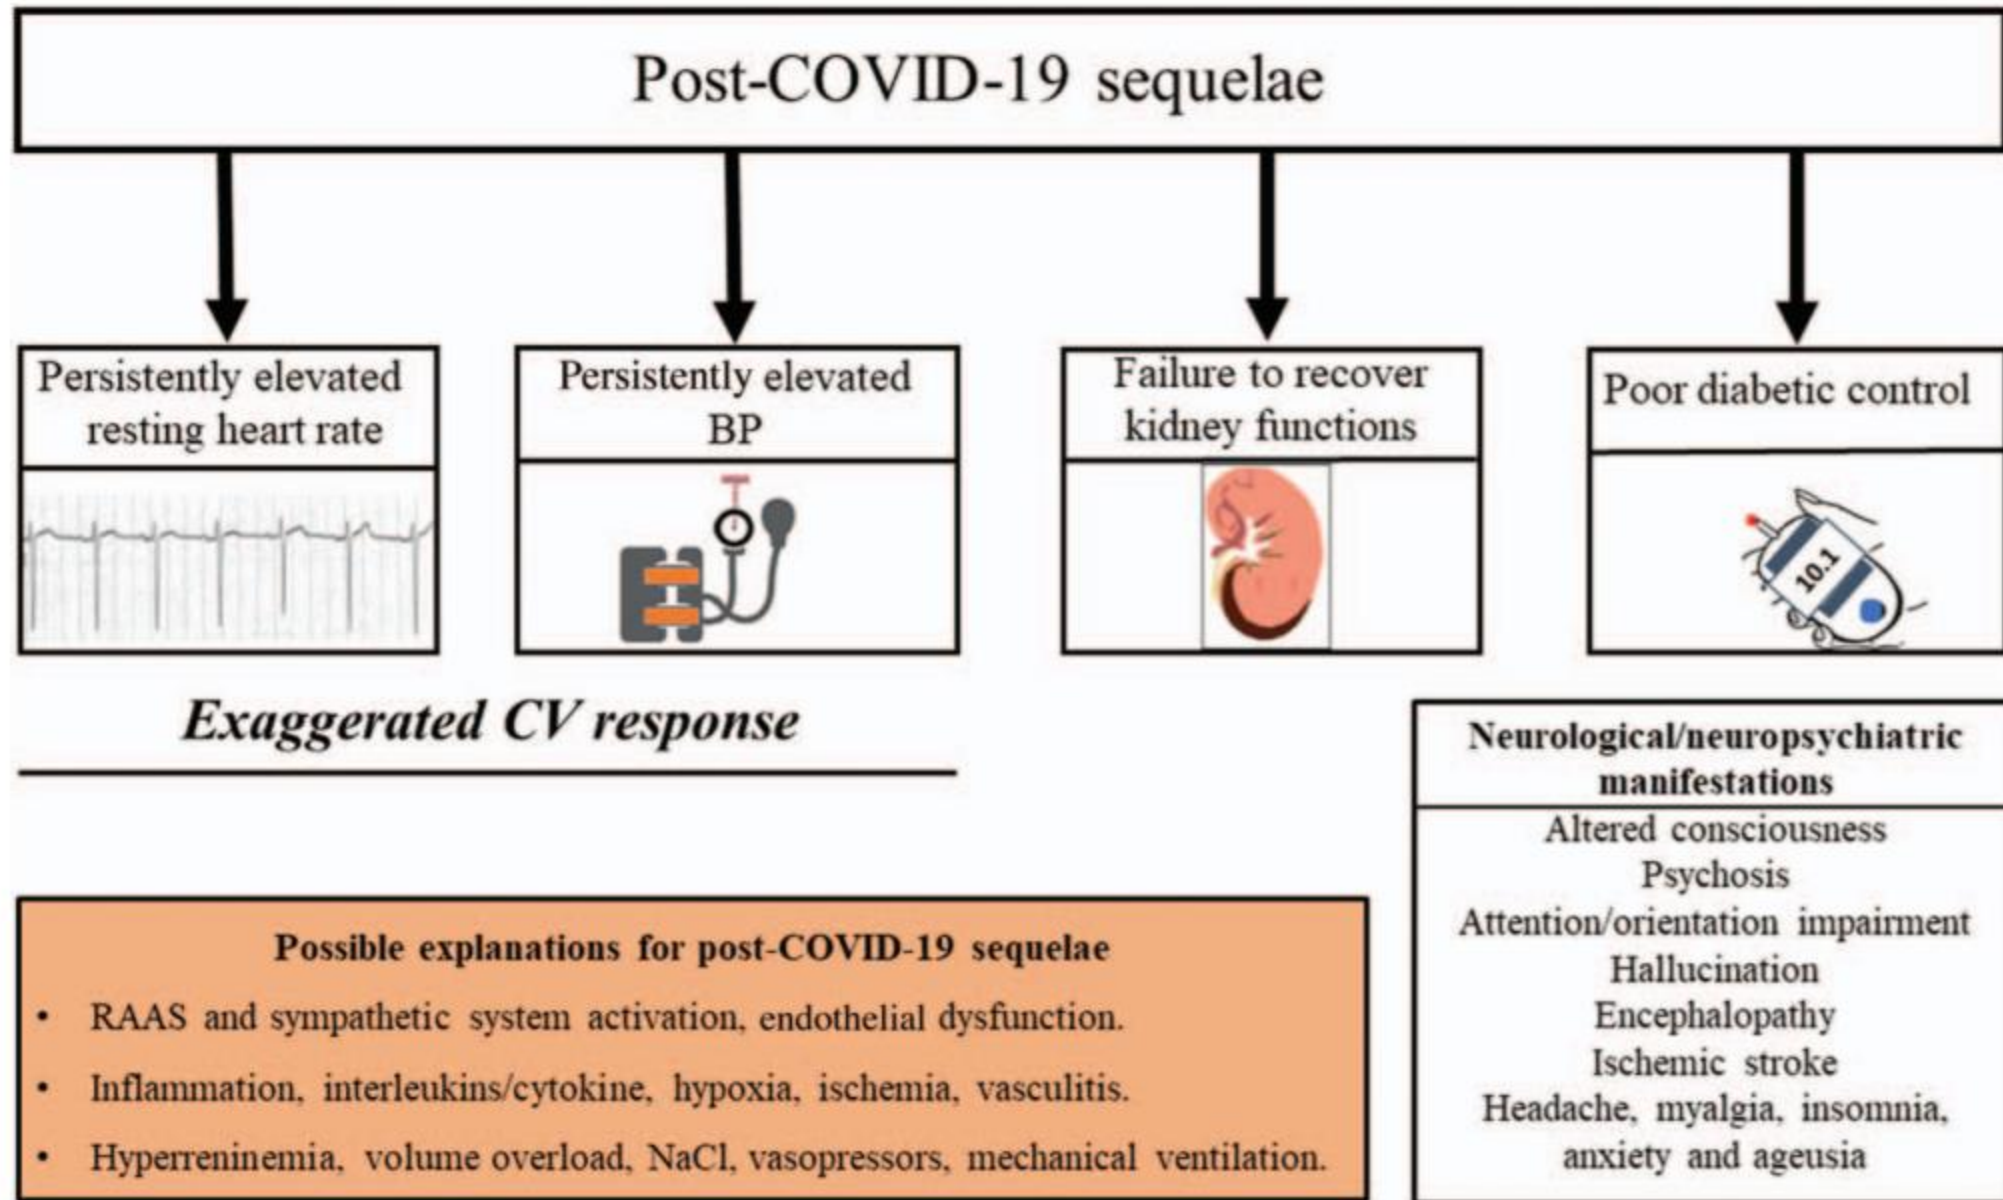 Post-COVID-19 sequelae
Persistently elevated
resting heart rate
Persistently elevated
BP
Failure to recover
kidney functions
Poor diabetic control
10.1
Exaggerated CV response
Neurological/neuropsychiatric
manifestations
Altered consciousness
Psychosis
Attention/orientation impairment
Hallucination
Encephalopathy
Ischemic stroke
Headache, myalgia, insomnia,
anxiety and ageusia
Possible explanations for post-COVID-19 sequelae
• RAAS and sympathetic system activation, endothelial dysfunction.
• Inflammation, interleukins/cytokine, hypoxia, ischemia, vasculitis.
• Hyperreninemia, volume overload, NaCl, vasopressors, mechanical ventilation.